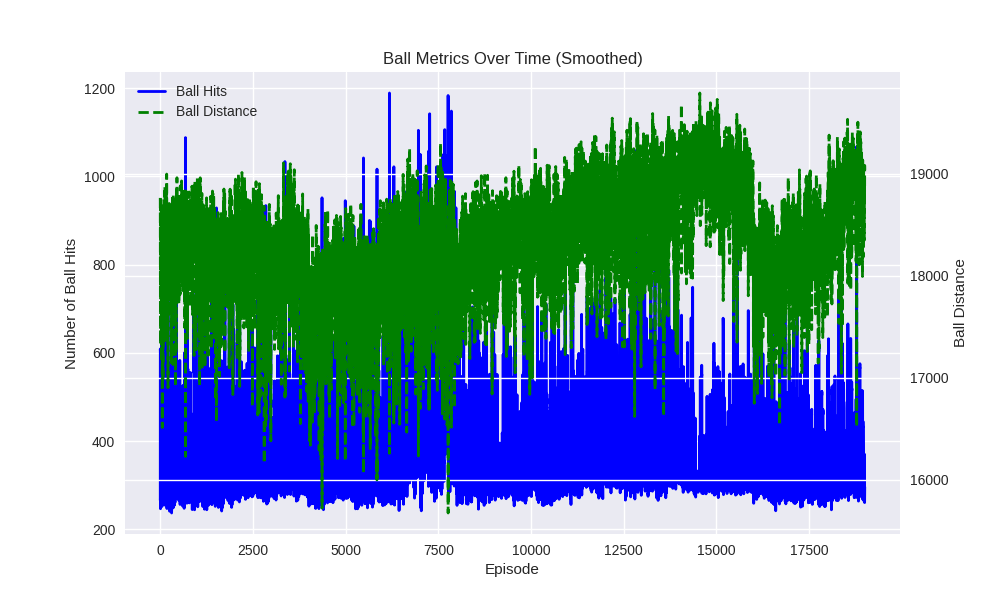 Ball Metrics Over Time (Smoothed)
Ball Hits
Ball Distance
1200
1000
800
600
400
200
Number of Ball Hits
19000
18000
17000
16000
Ball Distance
0 2500 5000 7500 10000 12500 15000 17500
Episode